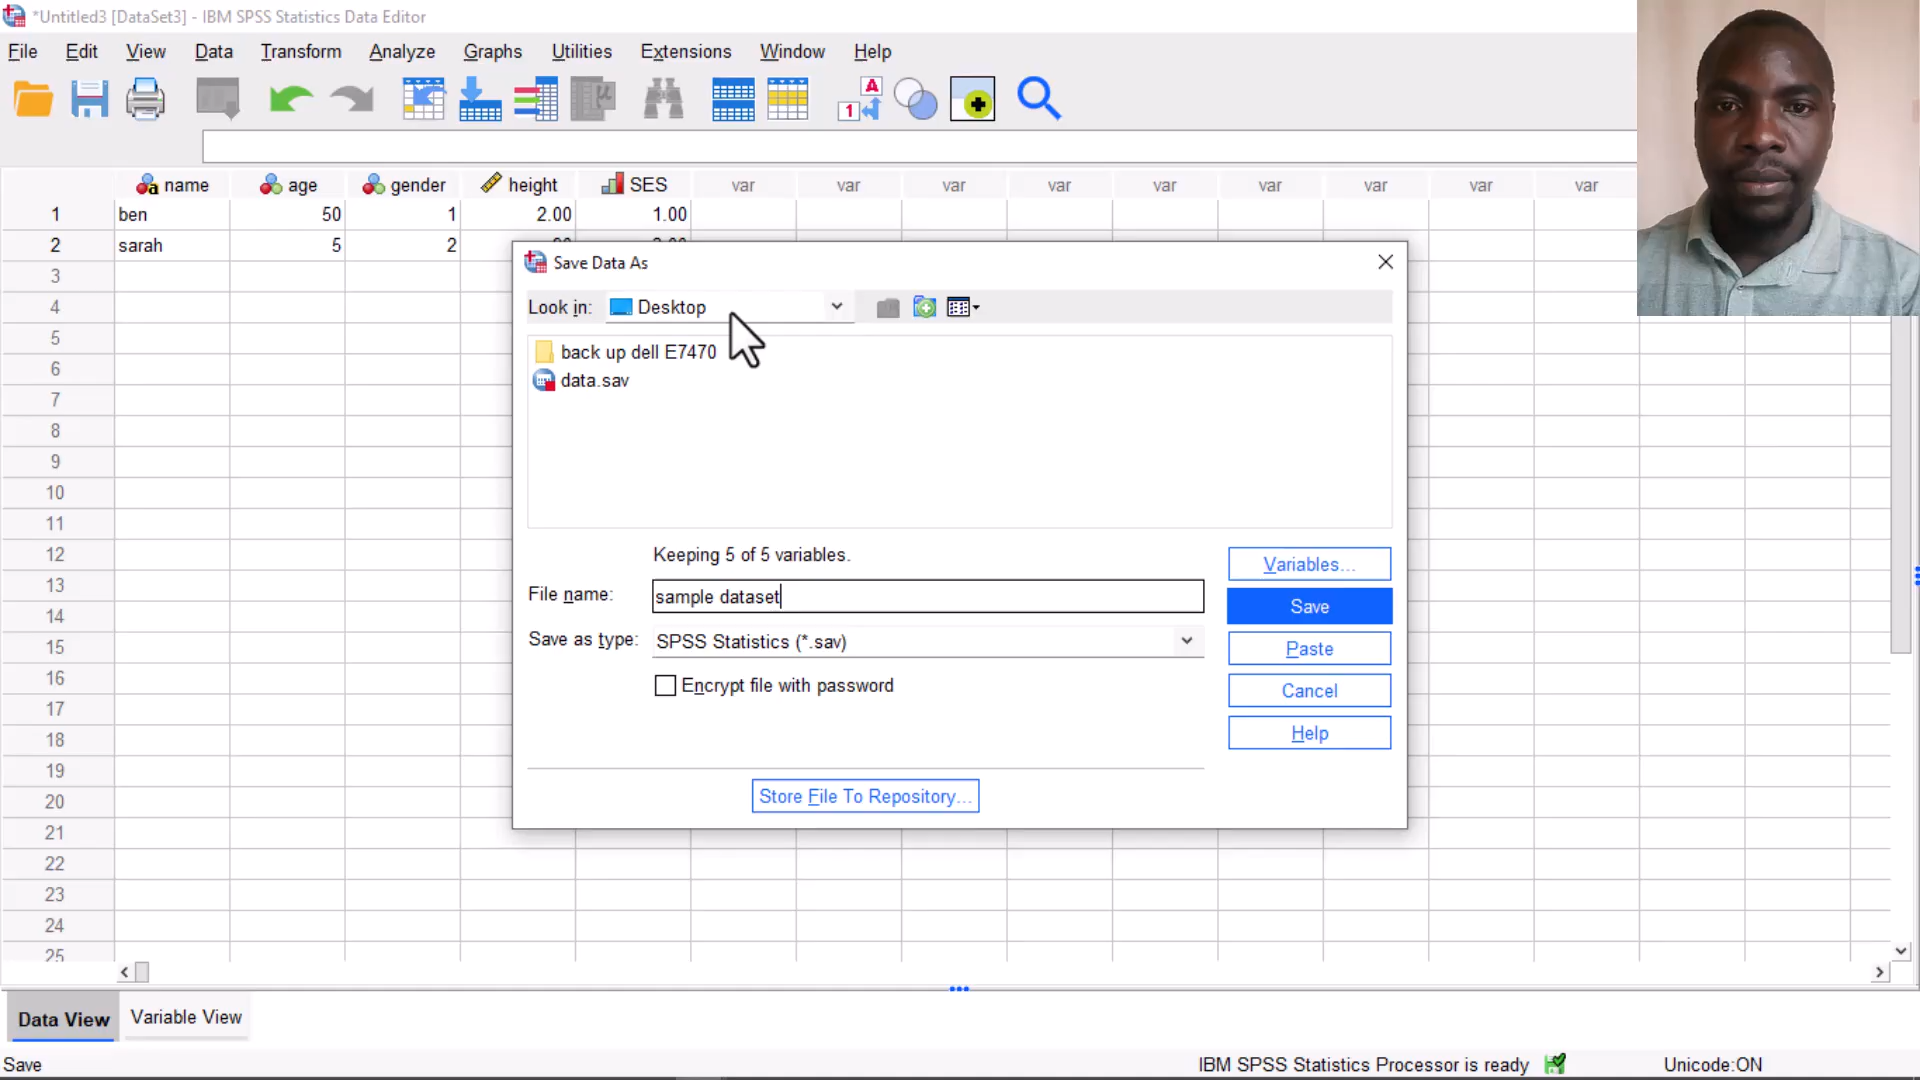 *Untitled3 [DataSet3] - IBM SPSS Statistics Data Editor
File Edit View Data Transform Analyze Graphs Utilities Extensions Window Help
name age gender height SES var var var var var var var var var
1 ben 50 1 2.00 1.00
2 sarah 5 2
3
4
5
6
7
8
9
10
11
12
13
14
15
16
17
18
19
20
21
22
23
24
25
Save Data As
Look in: Desktop
back up dell E7470
data.sav
Keeping 5 of 5 variables.
File name: sample dataset
Save as type: SPSS Statistics (*.sav)
Encrypt file with password
Variables...
Save
Paste
Cancel
Help
Store File To Repository...
Data View Variable View
Save IBM SPSS Statistics Processor is ready Unicode:ON